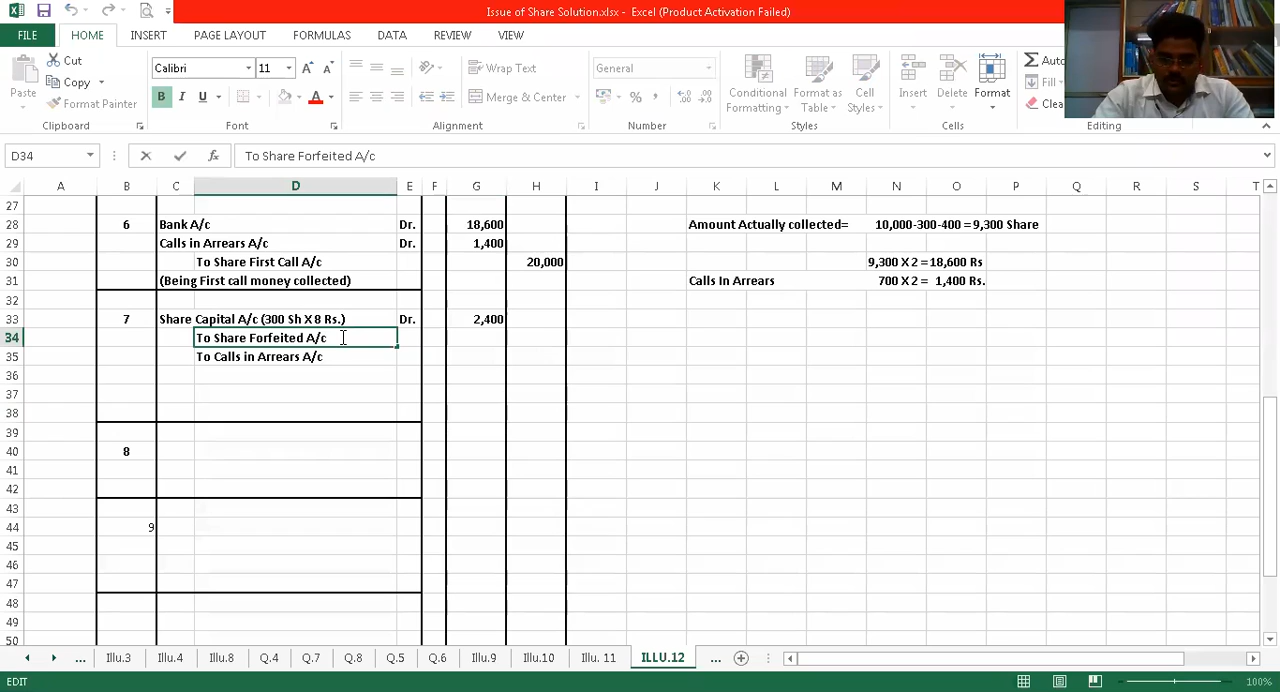 Issue of Share Solution.xlsx - Excel (Product Activation Failed)
FILE HOME INSERT PAGE LAYOUT FORMULAS DATA REVIEW VIEW
Cut
Copy
Format Painter
Paste
Clipboard
Calibri 11
B I U A
Font
Wrap Text
Merge & Center
Alignment
General
%
Number
Conditional Formatting
Format as Table
Cell Styles
Styles
Insert Delete Format
Cells
Auto
Fill
Clea
Editing
D34 fx To Share Forfeited A/c
A B C D E F G H I J K L M N O P Q R S T
27
28 6 Bank A/c Dr. 18,600 Amount Actually collected= 10,000-300-400 = 9,300 Share
29 Calls in Arrears A/c Dr. 1,400
30 To Share First Call A/c 20,000 9,300 X 2 = 18,600 Rs
31 (Being First call money collected) Calls In Arrears 700 X 2 = 1,400 Rs.
32
33 7 Share Capital A/c (300 Sh X 8 Rs.) Dr. 2,400
34 To Share Forfeited A/c
35 To Calls in Arrears A/c
36
37
38
39
40 8
41
42
43
44 9
45
46
47
48
49
50
... Illu.3 Illu.4 Illu.8 Q.4 Q.7 Q.8 Q.5 Q.6 Illu.9 Illu.10 Illu. 11 ILLU.12 ...
EDIT 100%